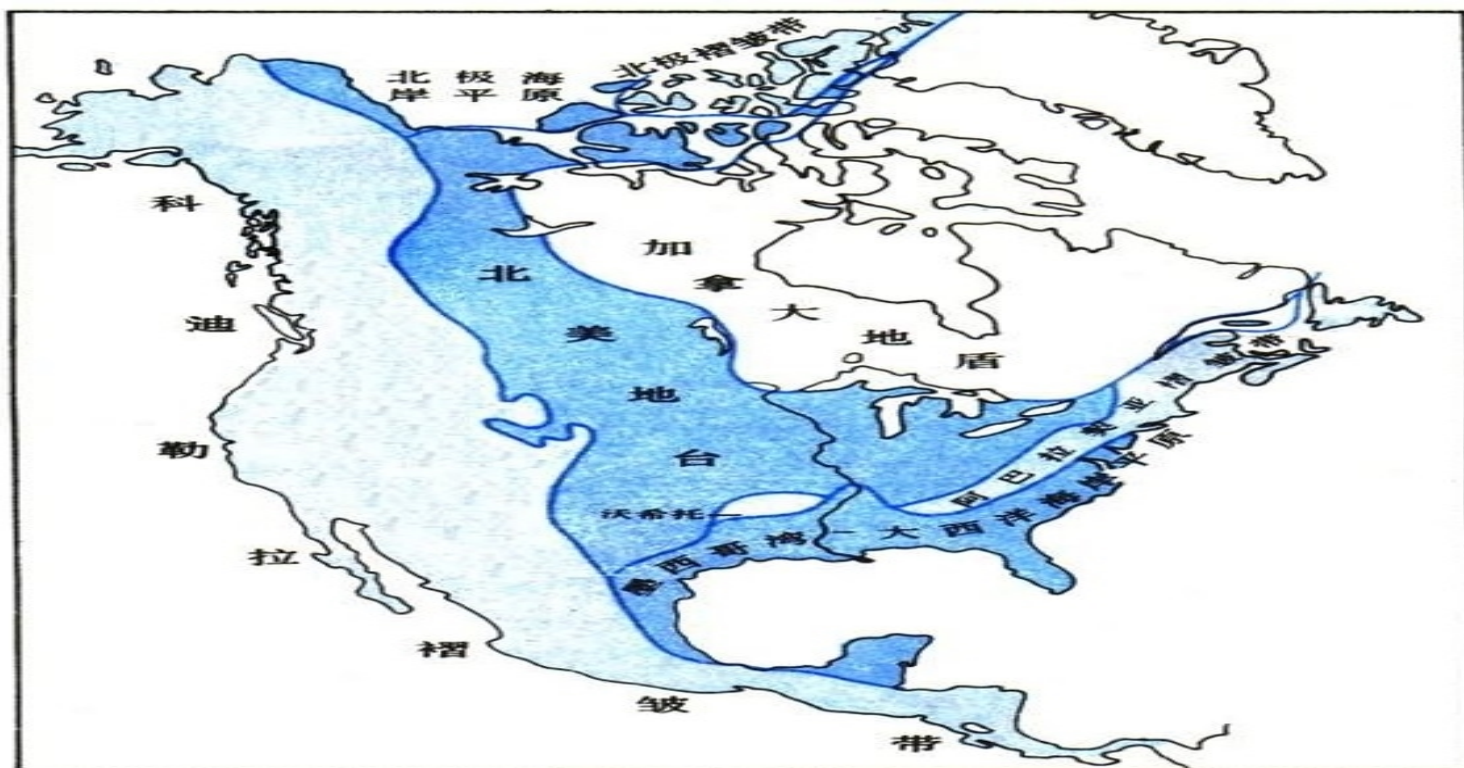 北极海
岸平原
北极褶皱带
科迪勒拉褶皱带
加拿大地盾
北美地台
阿巴拉契亚褶皱带
沃希托
墨西哥湾-大西洋海岸平原